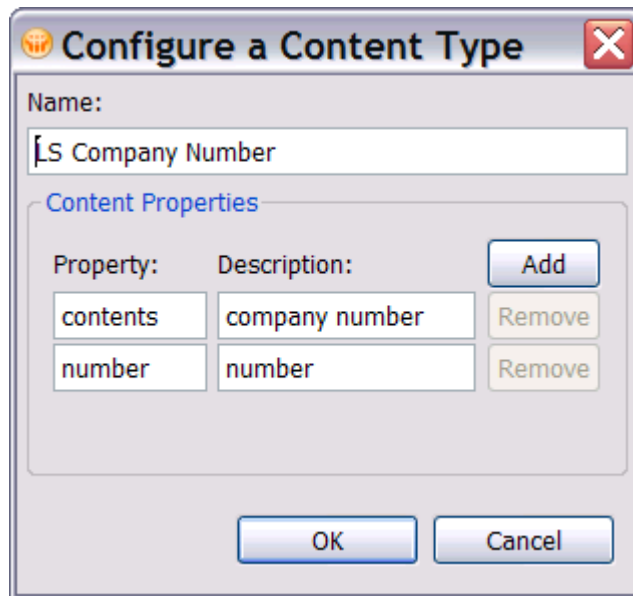 Configure a Content Type
Name:
LS Company Number
Content Properties
Property: Description: Add
contents company number Remove
number number Remove
OK Cancel